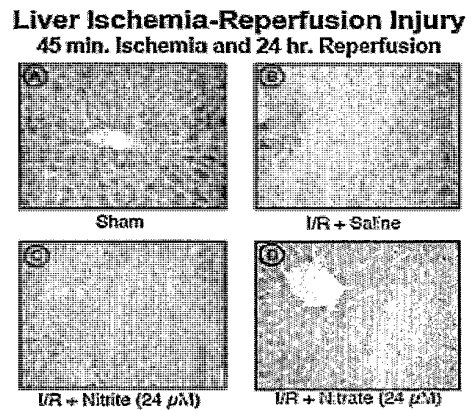 Liver Ischemia-Reperfusion Injury
45 min. Ischemia and 24 hr. Reperfusion
A
B
Sham
I/R + Saline
C
D
I/R + Nitrite (24 µM)
I/R + Nitrate (24 µM)